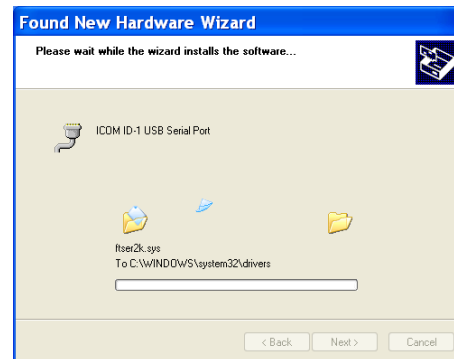 Found New Hardware Wizard
Please wait while the wizard installs the software...
ICOM ID-1 USB Serial Port
ftser2k.sys
To C:\WINDOWS\system32\drivers
< Back Next > Cancel